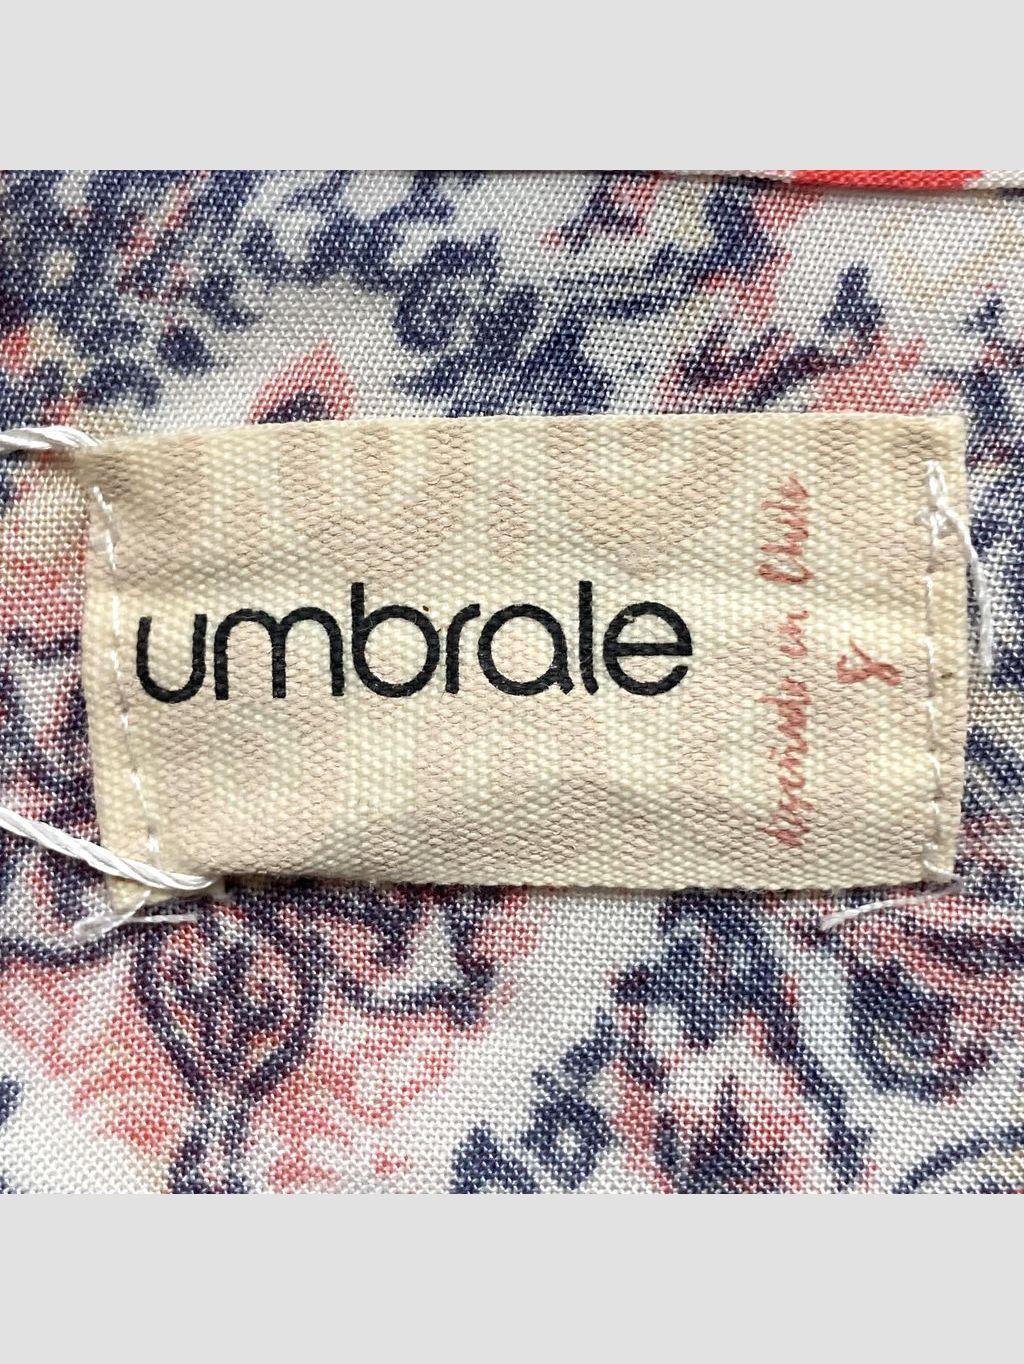 umbrale
diseñado en Chile
&